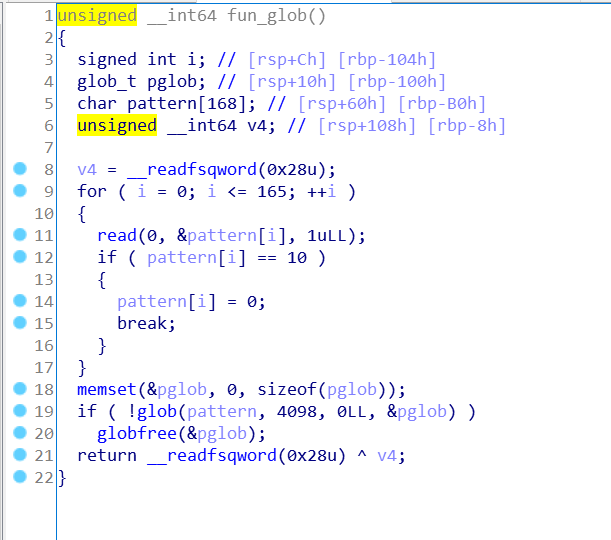 1 unsigned __int64 fun_glob()
2 {
3   signed int i; // [rsp+Ch] [rbp-104h]
4   glob_t pglob; // [rsp+10h] [rbp-100h]
5   char pattern[168]; // [rsp+60h] [rbp-B0h]
6   unsigned __int64 v4; // [rsp+108h] [rbp-8h]
7
8   v4 = __readfsqword(0x28u);
9   for ( i = 0; i <= 165; ++i )
10   {
11     read(0, &pattern[i], 1uLL);
12     if ( pattern[i] == 10 )
13     {
14       pattern[i] = 0;
15       break;
16     }
17   }
18   memset(&pglob, 0, sizeof(pglob));
19   if ( !glob(pattern, 4098, 0LL, &pglob) )
20     globfree(&pglob);
21   return __readfsqword(0x28u) ^ v4;
22 }